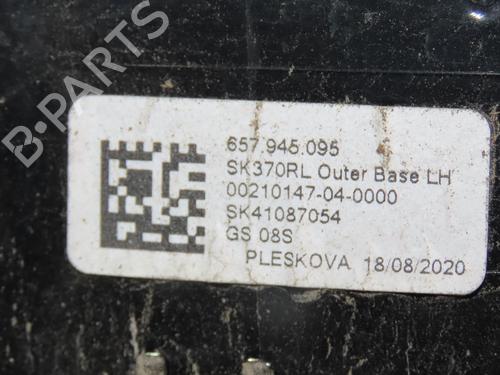 B-PARTS
657.945.095
SK370RL Outer Base LH
00210147-04-0000
SK41087054
GS 08S
PLESKOVA 18/08/2020